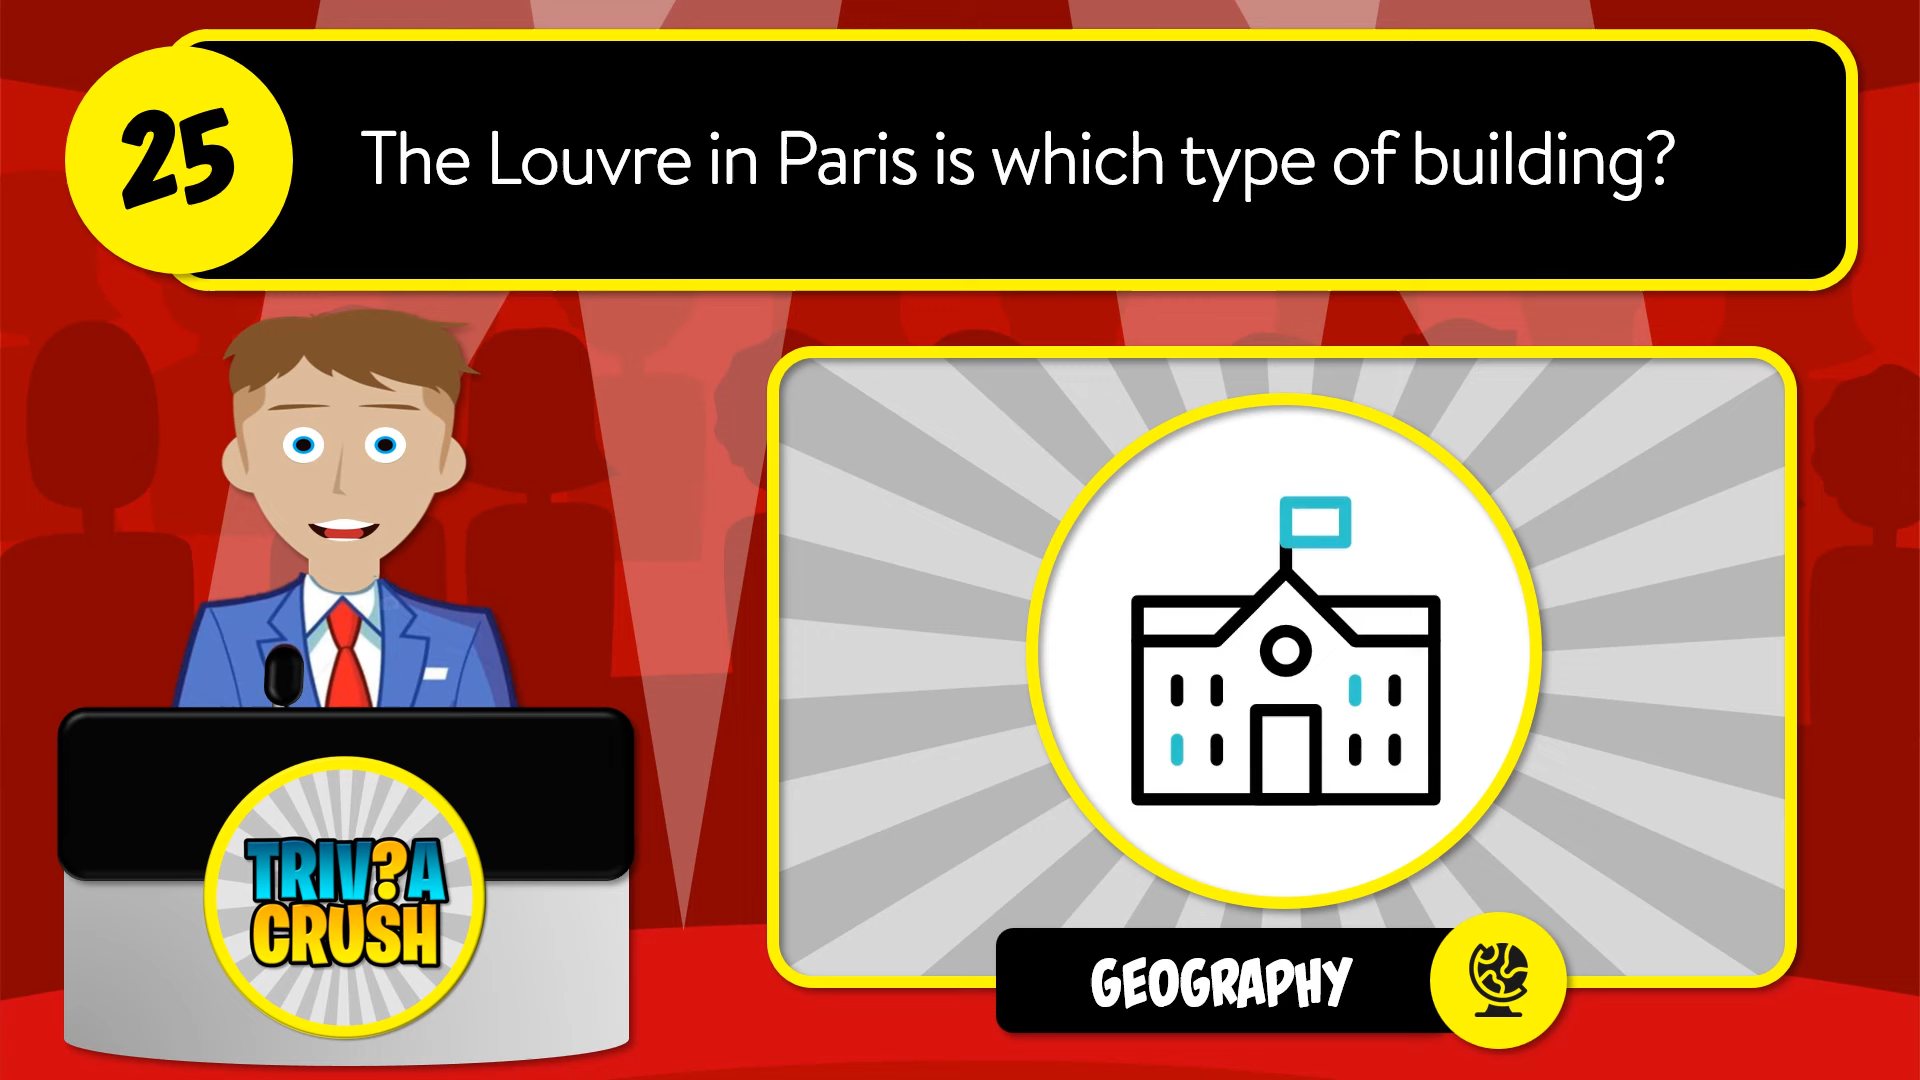 25
The Louvre in Paris is which type of building?
TRIV?A
CRUSH
GEOGRAPHY